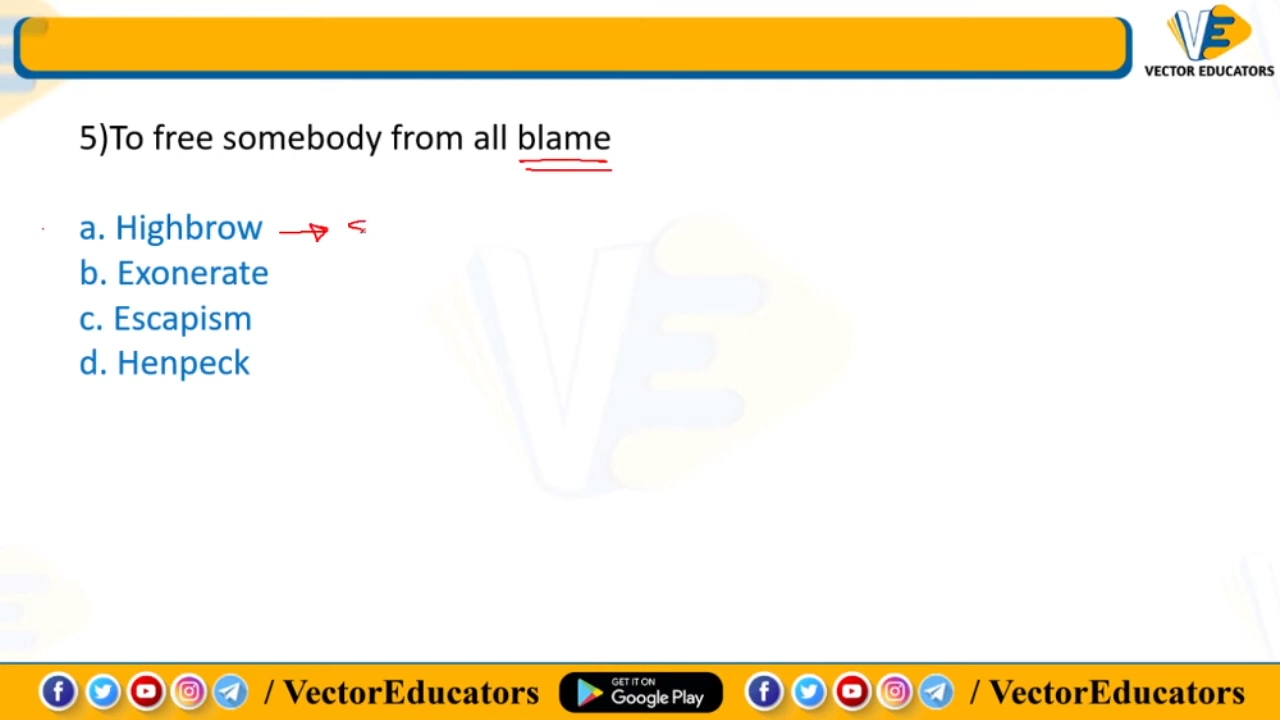 VE
VECTOR EDUCATORS
5)To free somebody from all blame
a. Highbrow
b. Exonerate
c. Escapism
d. Henpeck
/ VectorEducators GET IT ON Google Play / VectorEducators